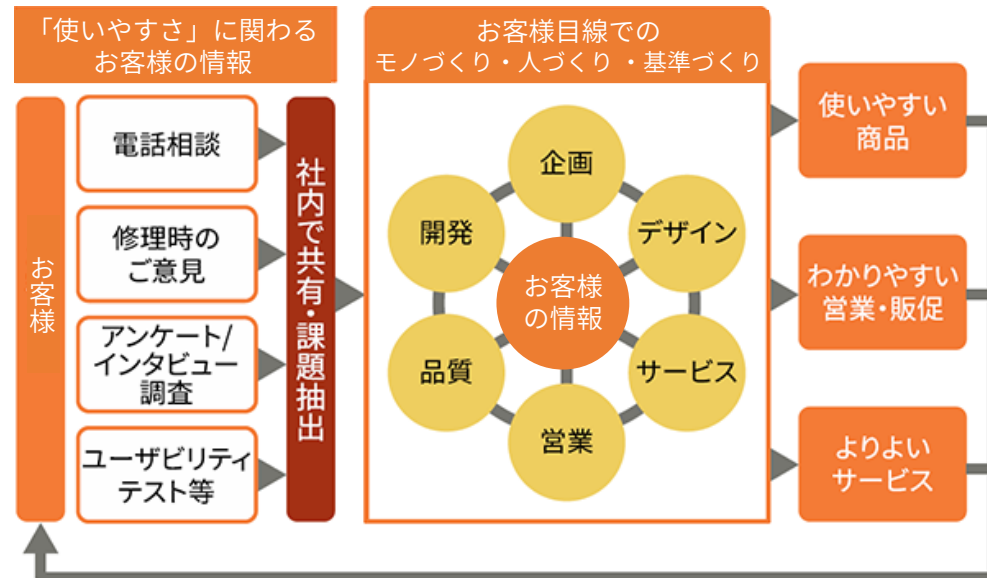 「使いやすさ」に関わる
お客様の情報
お客様
電話相談
修理時の
ご意見
アンケート/
インタビュー
調査
ユーザビリティ
テスト等
社内で共有・課題抽出
お客様目線での
モノづくり・人づくり ・基準づくり
企画
開発
デザイン
お客様
の情報
品質
サービス
営業
使いやすい
商品
わかりやすい
営業・販促
よりよい
サービス